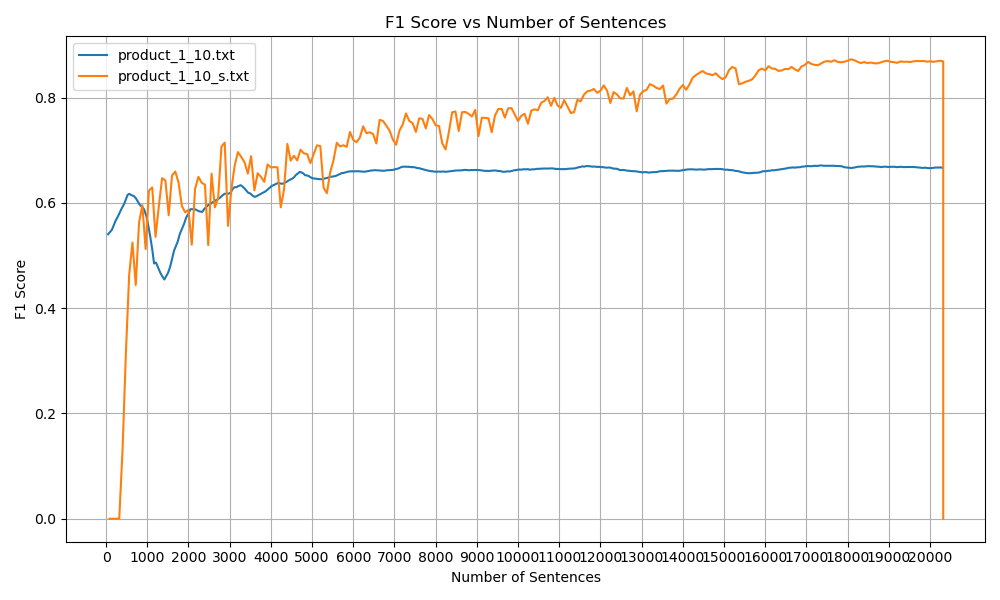 F1 Score vs Number of Sentences
product_1_10.txt
product_1_10_s.txt
F1 Score
0.8
0.6
0.4
0.2
0.0
0 1000 2000 3000 4000 5000 6000 7000 8000 9000 10000 11000 12000 13000 14000 15000 16000 17000 18000 19000 20000
Number of Sentences